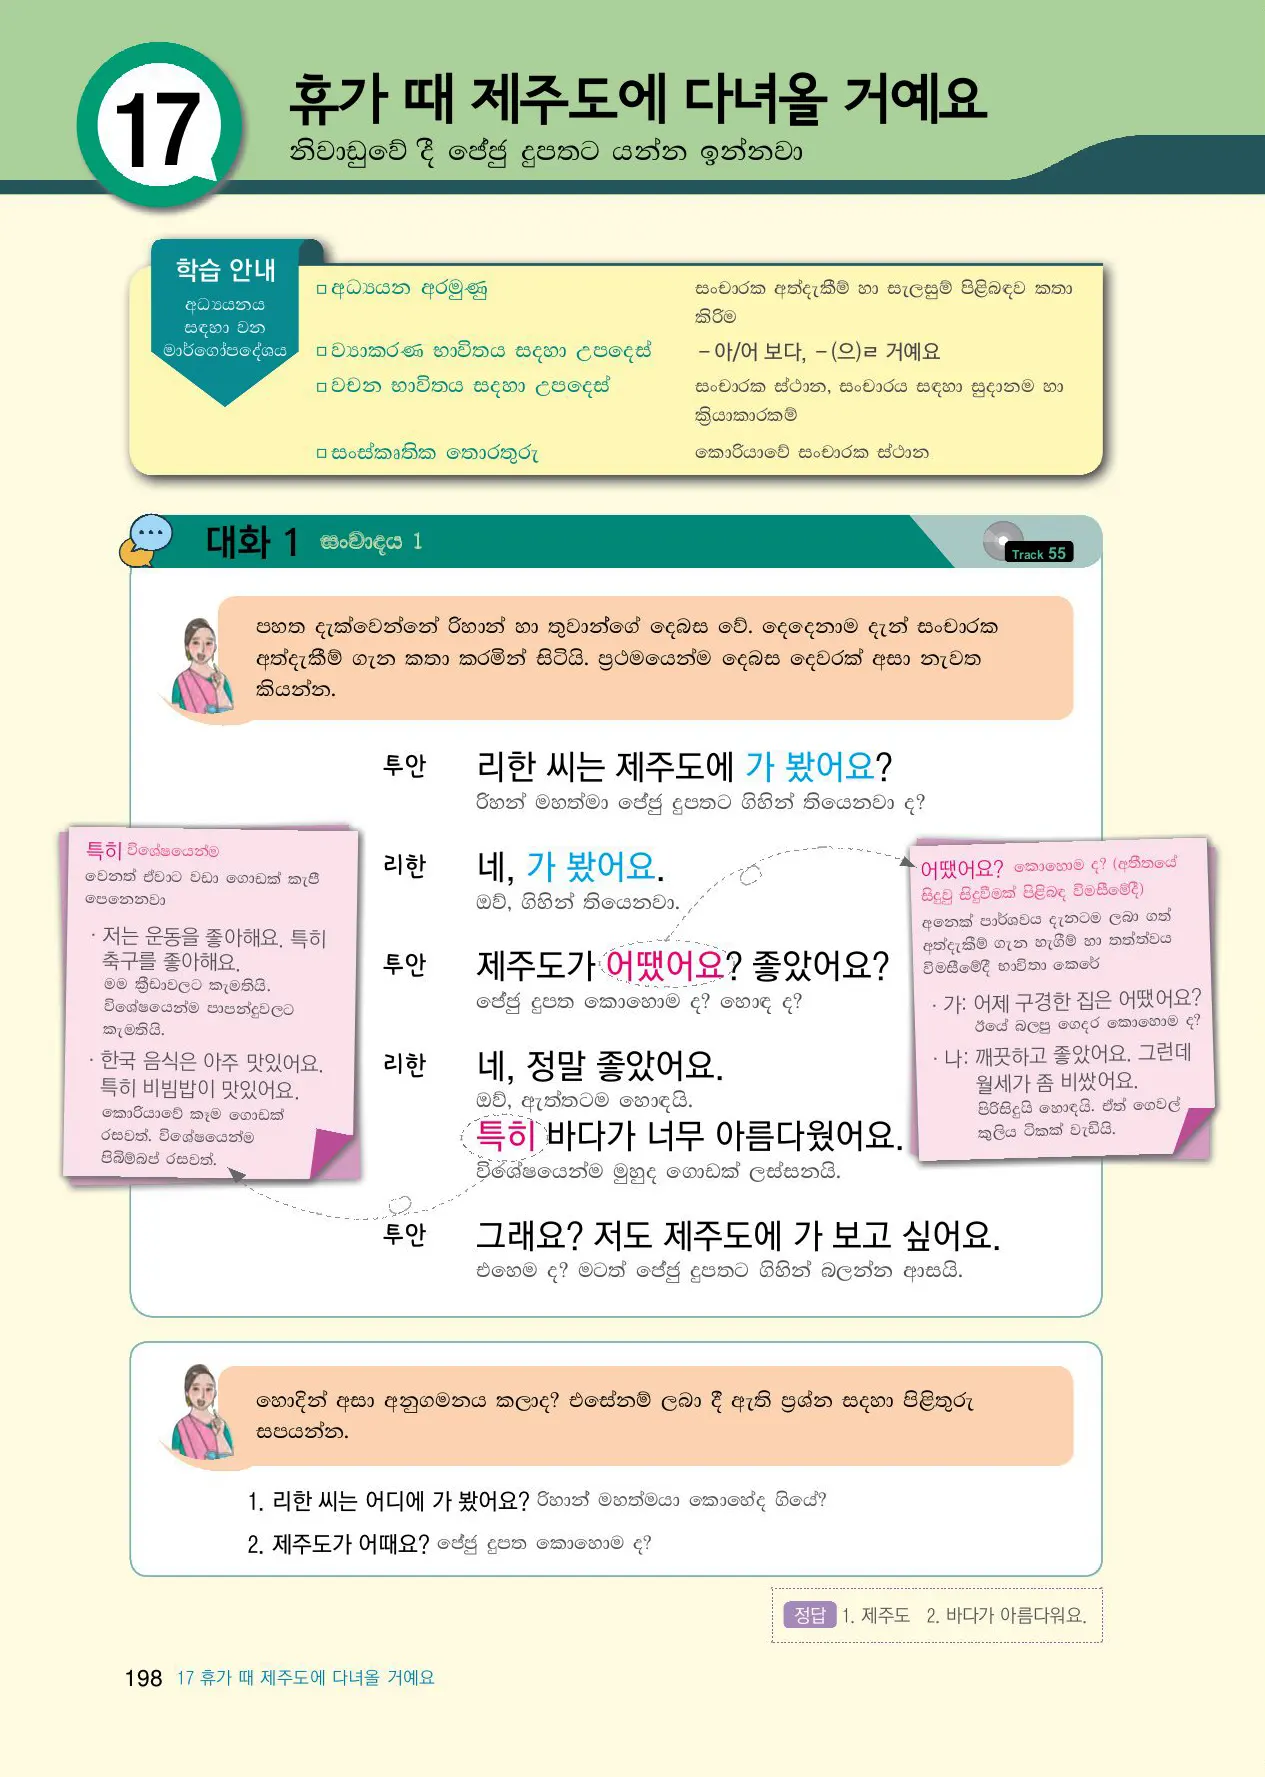 17
휴가 때 제주도에 다녀올 거예요
නිවාඩුවේ දී ජේජු දූපතට යන්න ඉන්නවා
학습 안내
අධ්‍යයනය
සඳහා වන
මාර්ගෝපදේශය
□ අධ්‍යයන අරමුණු
සංචාරක අත්දැකීම් හා සැලසුම් පිළිබඳව කතා
කිරිම
□ ව්‍යාකරණ භාවිතය සදහා උපදෙස්
－아/어 보다, －(으)ㄹ 거예요
□ වචන භාවිතය සදහා උපදෙස්
සංචාරක ස්ථාන, සංචාරය සඳහා සුදානම හා
ක්‍රියාකාරකම්
□ සංස්කෘතික තොරතුරු
කොරියාවේ සංචාරක ස්ථාන
대화 1 සංවාදය 1
Track 55
පහත දැක්වෙන්නේ රිහාන් හා තුවාන්ගේ දෙබස වේ. දෙදෙනාම දැන් සංචාරක
අත්දැකීම් ගැන කතා කරමින් සිටියි. ප්‍රථමයෙන්ම දෙබස දෙවරක් අසා නැවත
කියන්න.
투안 리한 씨는 제주도에 가 봤어요?
රිහන් මහත්මා ජේජු දූපතට ගිහින් තියෙනවා ද?
리한 네, 가 봤어요.
ඔව්, ගිහින් තියෙනවා.
투안 제주도가 어땠어요? 좋았어요?
ජේජු දූපත කොහොම ද? හොඳ ද?
리한 네, 정말 좋았어요.
ඔව්, ඇත්තටම හොඳයි.
특히 바다가 너무 아름다웠어요.
විශේෂයෙන්ම මුහුද ගොඩක් ලස්සනයි.
투안 그래요? 저도 제주도에 가 보고 싶어요.
එහෙම ද? මටත් ජේජු දූපතට ගිහින් බලන්න ආසයි.
특히 විශේෂයෙන්ම
වෙනත් ඒවාට වඩා ගොඩක් කැපී
පෙනෙනවා
· 저는 운동을 좋아해요. 특히
축구를 좋아해요.
මම ක්‍රීඩාවලට කැමතියි.
විශේෂයෙන්ම පාපන්දුවලට
කැමතියි.
· 한국 음식은 아주 맛있어요.
특히 비빔밥이 맛있어요.
කොරියාවේ කෑම ගොඩක්
රසවත්. විශේෂයෙන්ම
පිබිම්බප් රසවත්.
어땠어요? කොහොම ද? (අතීතයේ
සිදුවු සිදුවීමක් පිළිබඳ විමසීමේදී)
අනෙක් පාර්ශවය දැනටම ලබා ගත්
අත්දැකීම් ගැන හැගීම් හා තත්ත්වය
විමසීමේදී භාවිතා කෙරේ
· 가: 어제 구경한 집은 어땠어요?
ඊයේ බලපු ගෙදර කොහොම ද?
· 나: 깨끗하고 좋았어요. 그런데
월세가 좀 비쌌어요.
පිරිසිදුයි හොඳයි. ඒත් ගෙවල්
කුලිය ටිකක් වැඩියි.
හොදින් අසා අනුගමනය කලාද? එසේනම් ලබා දී ඇති ප්‍රශ්න සදහා පිළිතුරු
සපයන්න.
1. 리한 씨는 어디에 가 봤어요? රිහාන් මහත්මයා කොහේද ගියේ?
2. 제주도가 어때요? ජේජු දූපත කොහොම ද?
정답 1. 제주도 2. 바다가 아름다워요.
198 17 휴가 때 제주도에 다녀올 거예요